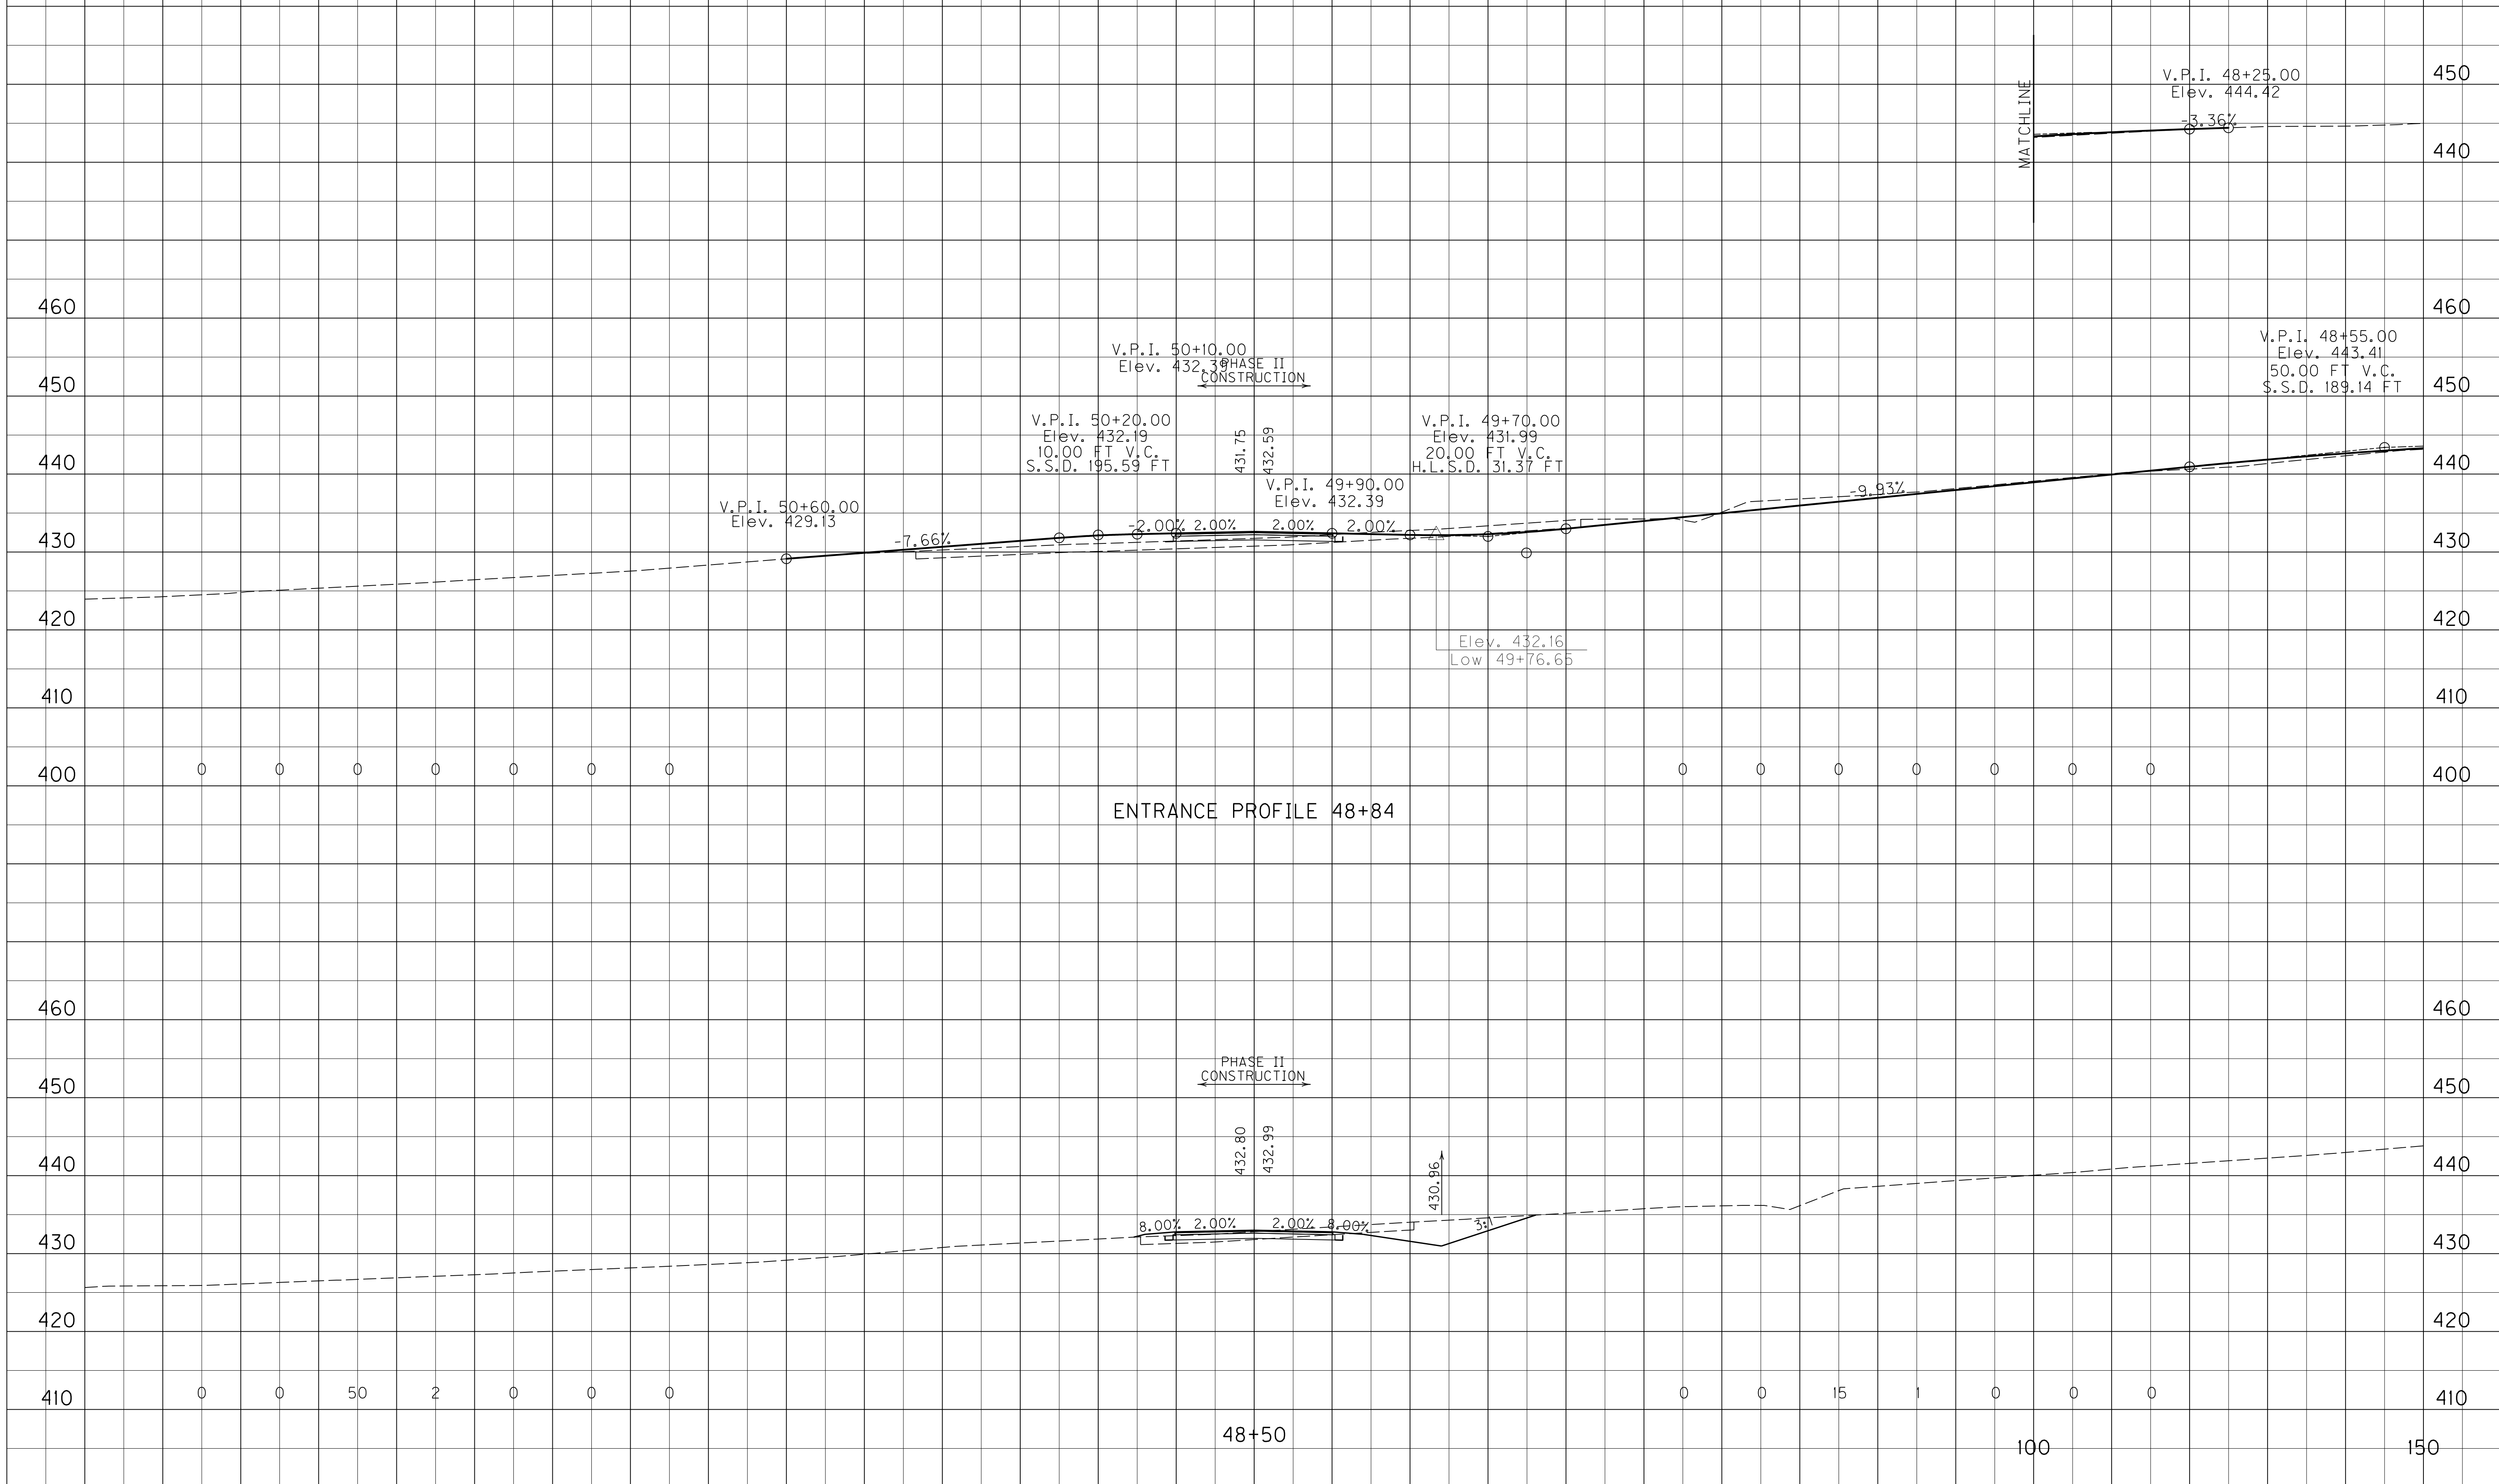 450
V.P.I. 48+25.00
Elev. 444.42
-3.36%
MATCHLINE
440
460
460
V.P.I. 50+10.00
Elev. 432.39
PHASE II
CONSTRUCTION
V.P.I. 48+55.00
Elev. 443.41
50.00 FT V.C.
S.S.D. 189.14 FT
450
450
V.P.I. 50+20.00
Elev. 432.19
10.00 FT V.C.
S.S.D. 195.59 FT
431.75
432.59
V.P.I. 49+70.00
Elev. 431.99
20.00 FT V.C.
H.L.S.D. 31.37 FT
440
440
V.P.I. 49+90.00
Elev. 432.39
V.P.I. 50+60.00
Elev. 429.13
-9.93%
-7.66%
-2.00% 2.00% 2.00% 2.00%
430
430
420
420
Elev. 432.16
Low 49+76.65
410
410
400
0 0 0 0 0 0 0
0 0 15 1 0 0 0
400
ENTRANCE PROFILE 48+84
460
460
PHASE II
CONSTRUCTION
450
450
432.80
432.99
430.96
440
440
8.00% 2.00% 2.00% 8.00%
3:1
430
430
420
420
410
0 0 50 2 0 0 0
0 0 15 1 0 0 0
410
48+50
100
150